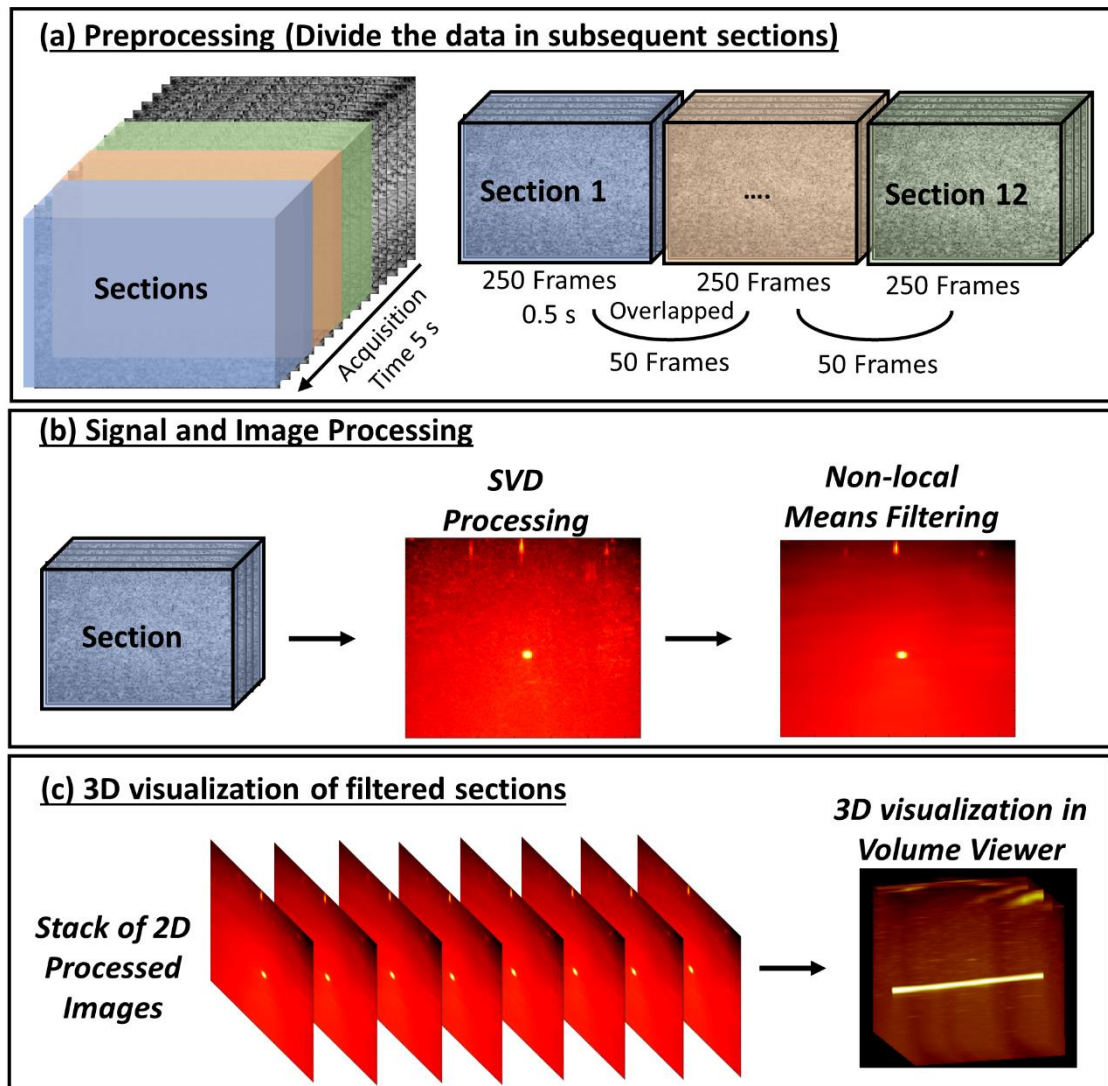 (a) Preprocessing (Divide the data in subsequent sections)
Sections
Acquisition
Time 5 s
Section 1
....
Section 12
250 Frames
250 Frames
250 Frames
0.5 s
Overlapped
50 Frames
50 Frames
(b) Signal and Image Processing
Section
SVD
Processing
Non-local
Means Filtering
(c) 3D visualization of filtered sections
Stack of 2D
Processed
Images
3D visualization in
Volume Viewer